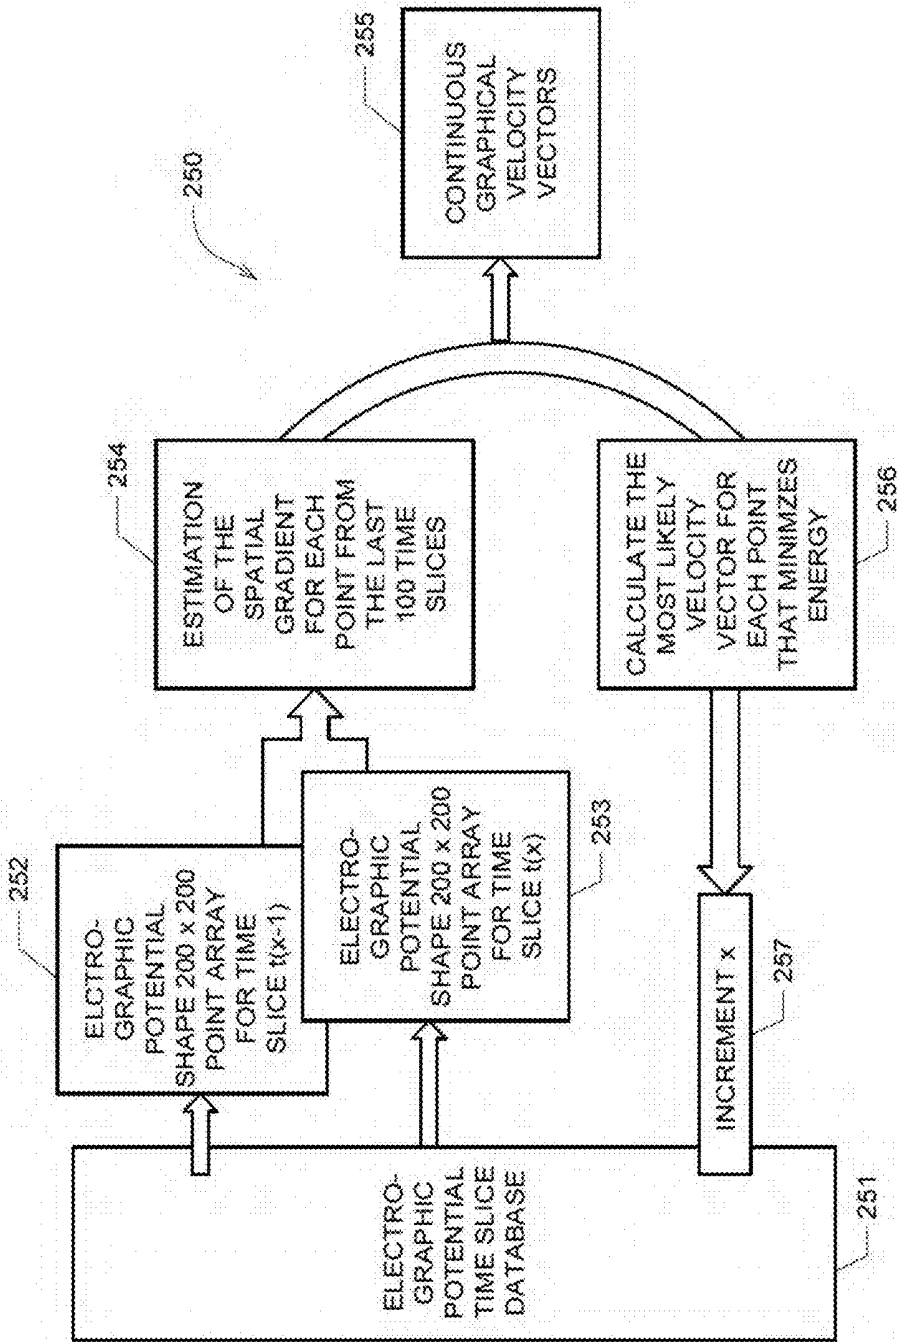 250
ELECTRO-
GRAPHIC
POTENTIAL
TIME SLICE
DATABASE
251
ELCTRO-
GRAPHIC
POTENTIAL
SHAPE 200 x 200
POINT ARRAY
FOR TIME
SLICE t(x-1)
252
ELECTRO-
GRAPHIC
POTENTIAL
SHAPE 200 x 200
POINT ARRAY
FOR TIME
SLICE t(x)
253
ESTIMATION
OF THE
SPATIAL
GRADIENT
FOR EACH
POINT FROM
THE LAST
100 TIME
SLICES
254
CONTINUOUS
GRAPHICAL
VELOCITY
VECTORS
255
CALCULATE THE
MOST LIKELY
VELOCITY
VECTOR FOR
EACH POINT
THAT MINIMZES
ENERGY
256
INCREMENT x
257